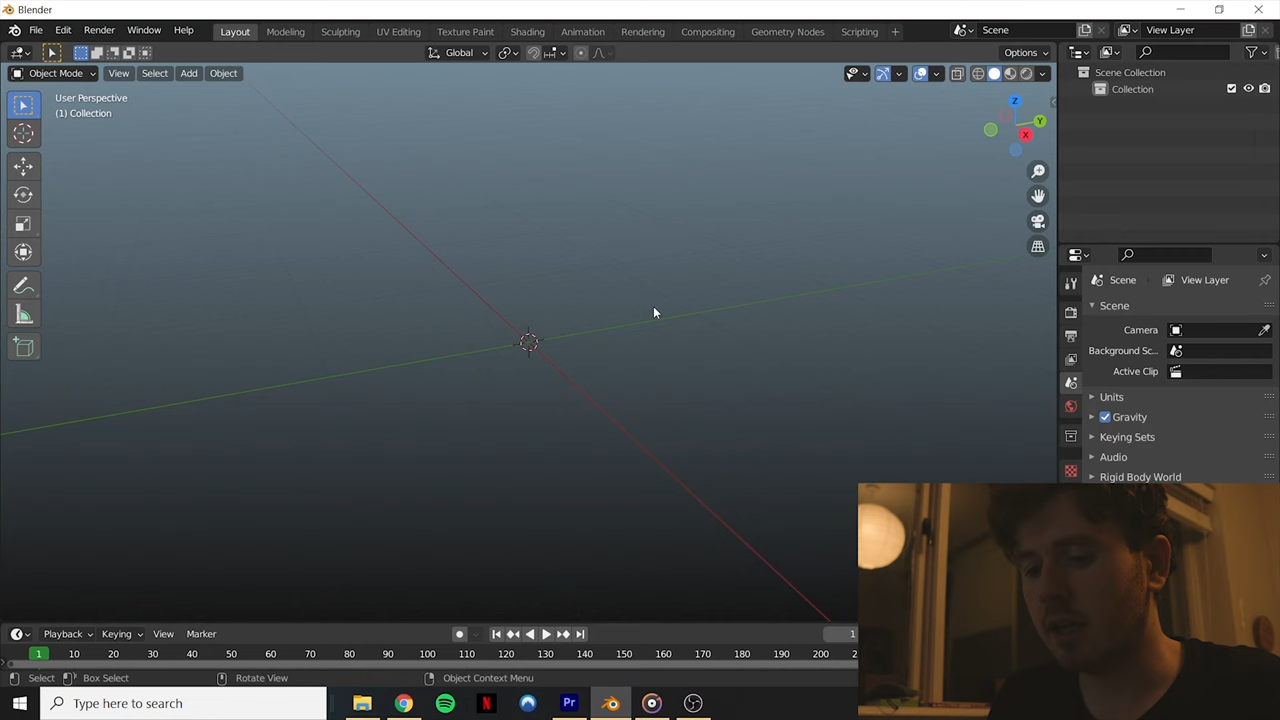 Blender
File Edit Render Window Help Layout Modeling Sculpting UV Editing Texture Paint Shading Animation Rendering Compositing Geometry Nodes Scripting + Scene View Layer
Global Options
Object Mode View Select Add Object
Scene Collection
Collection
User Perspective
(1) Collection
Z
Y
X
Scene View Layer
Scene
Camera
Background Sc...
Active Clip
Units
Gravity
Keying Sets
Audio
Rigid Body World
Playback Keying View Marker 1
1 10 20 30 40 50 60 70 80 90 100 110 120 130 140 150 160 170 180 190 200
Select Box Select Rotate View Object Context Menu
Type here to search N Pr